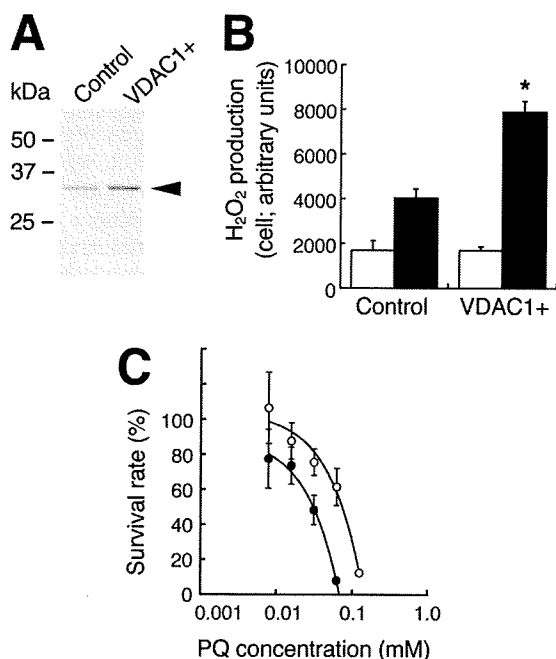 A
Control
VDAC1+
kDa
50
37
25
B
H₂O₂ production
(cell; arbitrary units)
10000
8000
6000
4000
2000
0
*
Control
VDAC1+
C
Survival rate (%)
100
80
60
40
20
0
0.001
0.01
0.1
1.0
PQ concentration (mM)